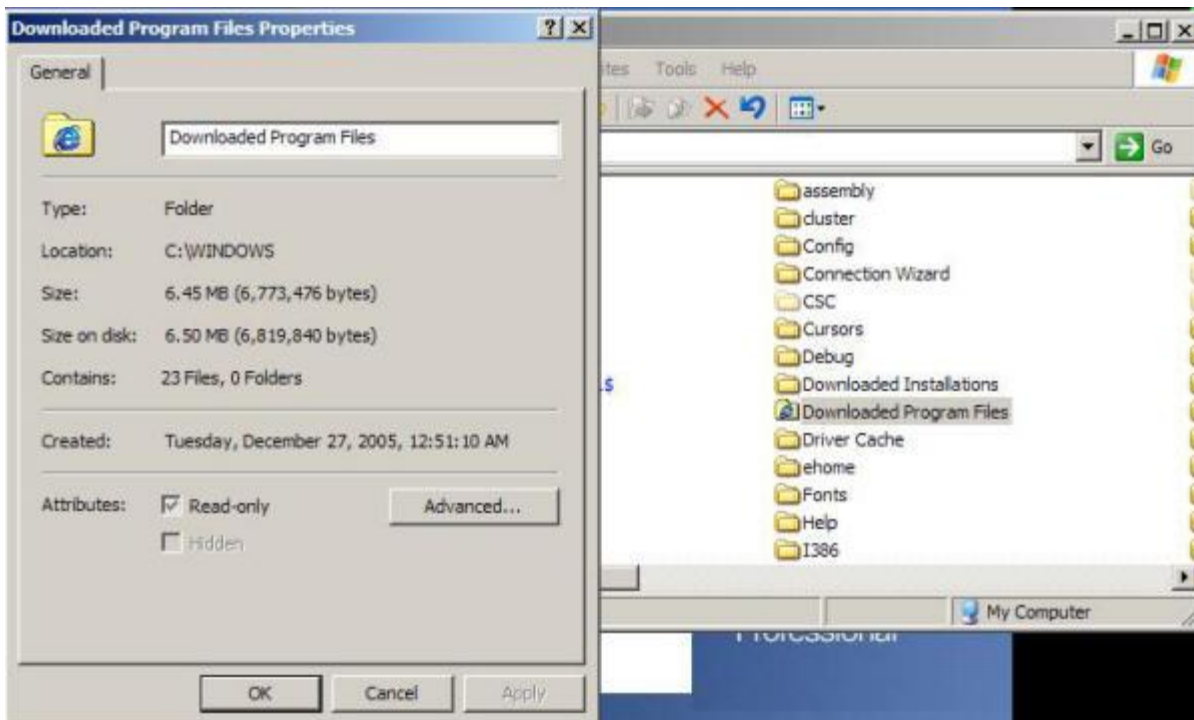 Downloaded Program Files Properties
General
Downloaded Program Files
Type: Folder
Location: C:\WINDOWS
Size: 6.45 MB (6,773,476 bytes)
Size on disk: 6.50 MB (6,819,840 bytes)
Contains: 23 Files, 0 Folders
Created: Tuesday, December 27, 2005, 12:51:10 AM
Attributes: Read-only Advanced...
Hidden
OK Cancel Apply
ites Tools Help
Go
assembly
cluster
Config
Connection Wizard
CSC
Cursors
Debug
Downloaded Installations
Downloaded Program Files
Driver Cache
ehome
Fonts
Help
I386
.$
My Computer
Professional